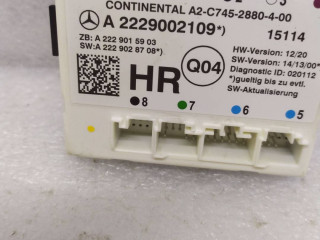 CONTINENTAL A2-C745-2880-4-00
A 2229002109*)
15114
ZB: A 222 901 59 03
SW: A 222 902 87 08*)
HW-Version: 12/20
SW-Version: 14/13/00*)
Diagnostic ID: 020112
*)gueltig bis zu evtl.
SW-Aktualisierung
HR
Q04
8
7
6
5